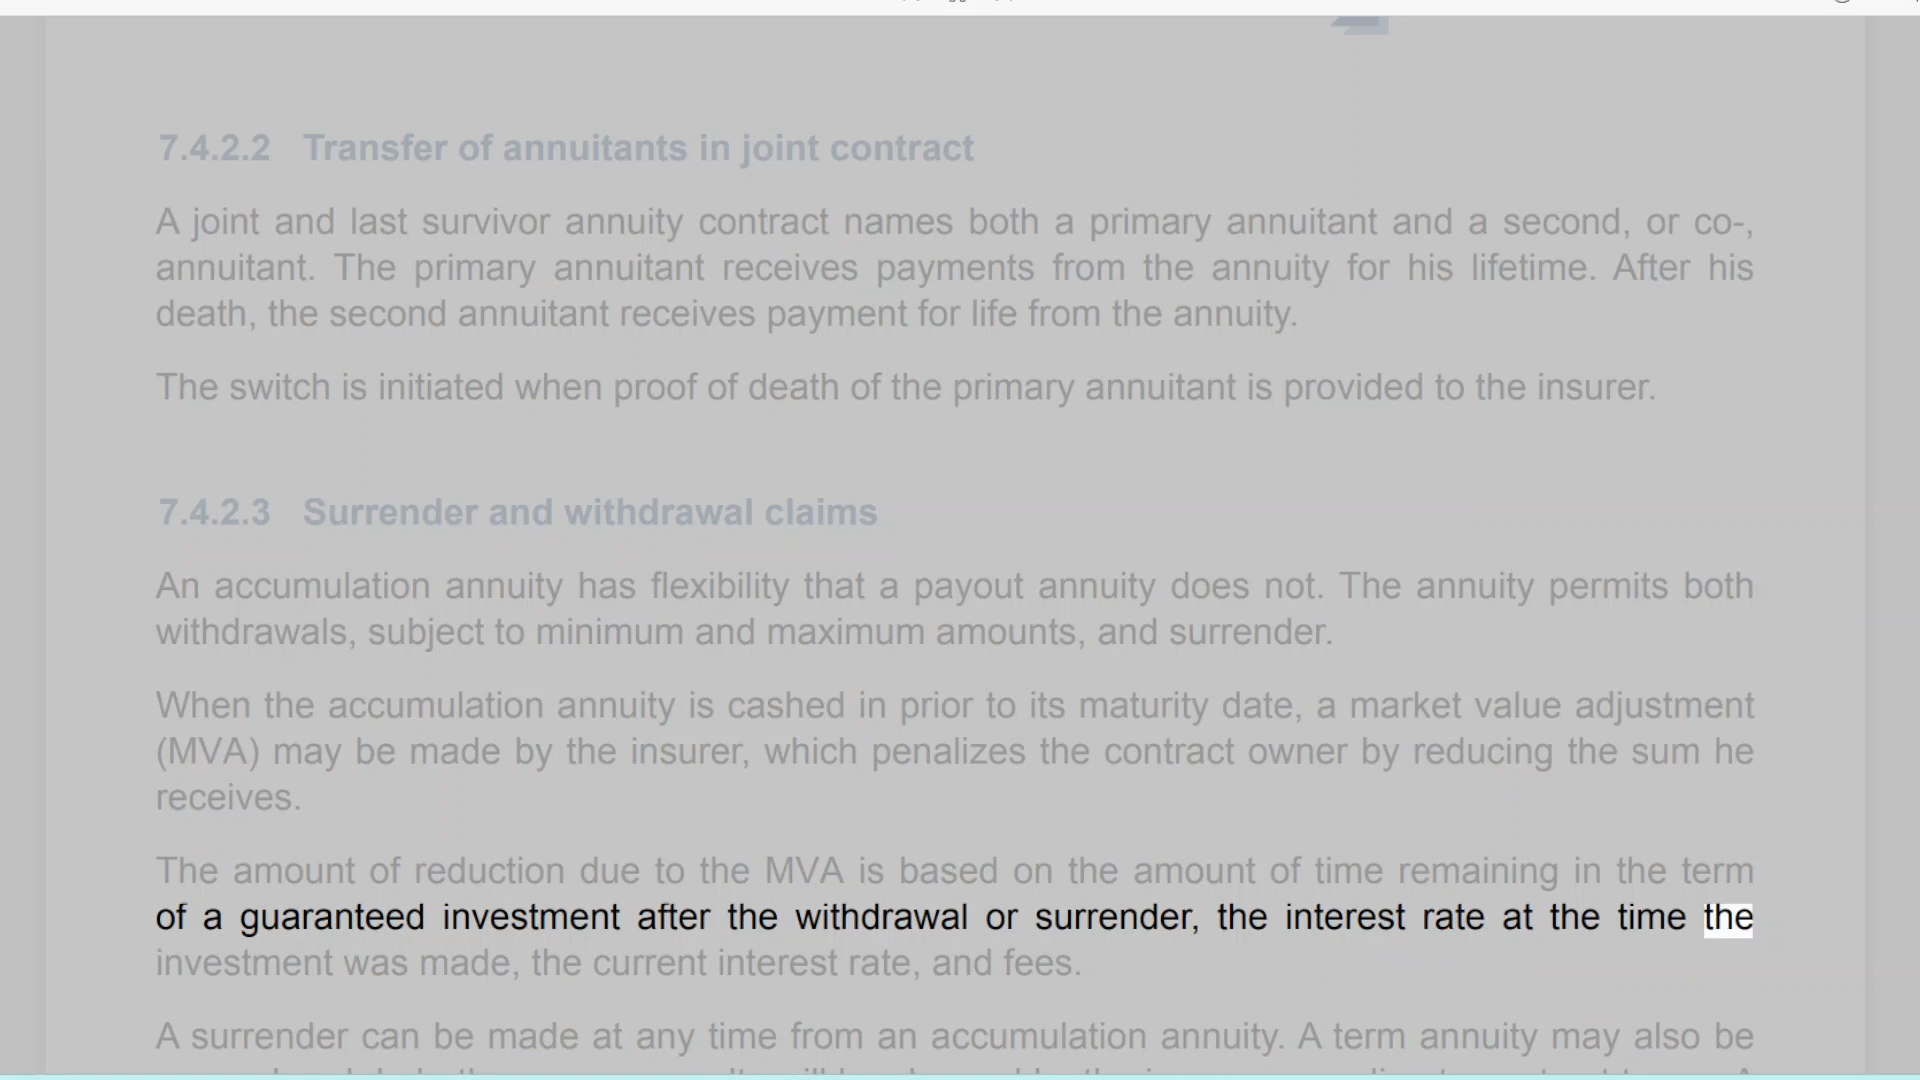 7.4.2.2 Transfer of annuitants in joint contract
A joint and last survivor annuity contract names both a primary annuitant and a second, or co-,
annuitant. The primary annuitant receives payments from the annuity for his lifetime. After his
death, the second annuitant receives payment for life from the annuity.
The switch is initiated when proof of death of the primary annuitant is provided to the insurer.
7.4.2.3 Surrender and withdrawal claims
An accumulation annuity has flexibility that a payout annuity does not. The annuity permits both
withdrawals, subject to minimum and maximum amounts, and surrender.
When the accumulation annuity is cashed in prior to its maturity date, a market value adjustment
(MVA) may be made by the insurer, which penalizes the contract owner by reducing the sum he
receives.
The amount of reduction due to the MVA is based on the amount of time remaining in the term
of a guaranteed investment after the withdrawal or surrender, the interest rate at the time the
investment was made, the current interest rate, and fees.
A surrender can be made at any time from an accumulation annuity. A term annuity may also be